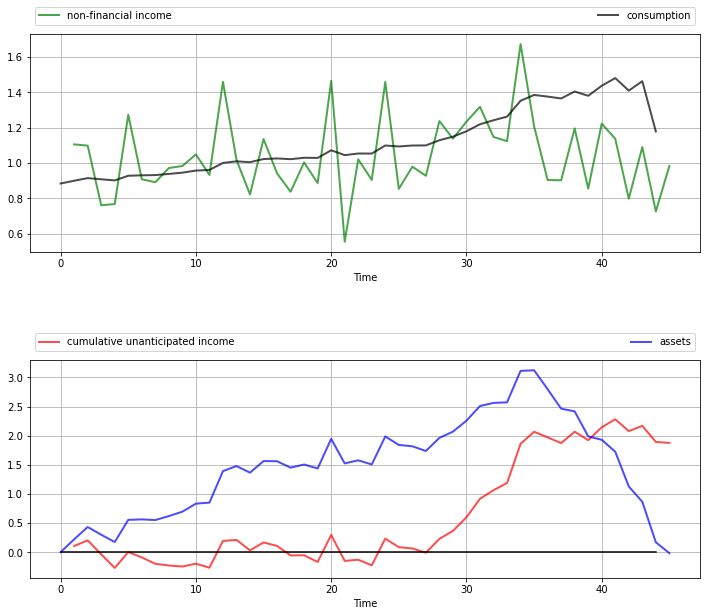 non-financial income consumption
1.6
1.4
1.2
1.0
0.8
0.6
0 10 20 30 40
Time
cumulative unanticipated income assets
3.0
2.5
2.0
1.5
1.0
0.5
0.0
0 10 20 30 40
Time